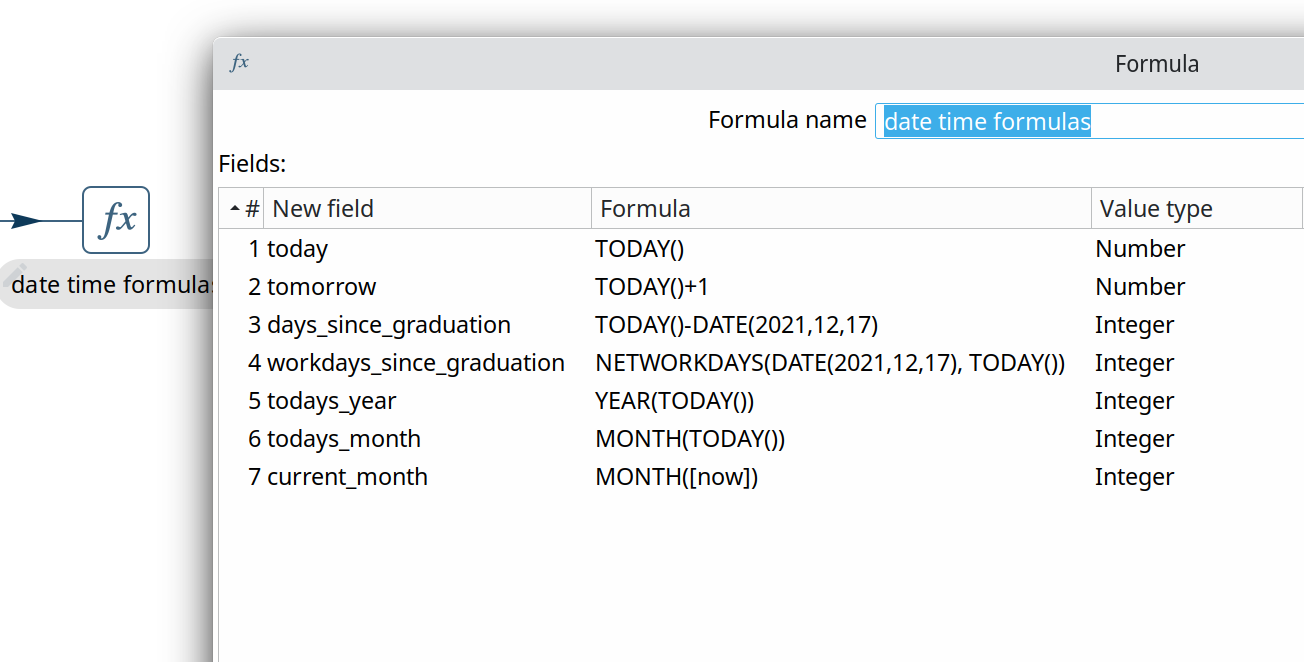 fx Formula
Formula name date time formulas
Fields:
# New field Formula Value type
1 today TODAY() Number
2 tomorrow TODAY()+1 Number
3 days_since_graduation TODAY()-DATE(2021,12,17) Integer
4 workdays_since_graduation NETWORKDAYS(DATE(2021,12,17), TODAY()) Integer
5 todays_year YEAR(TODAY()) Integer
6 todays_month MONTH(TODAY()) Integer
7 current_month MONTH([now]) Integer
fx
date time formulas